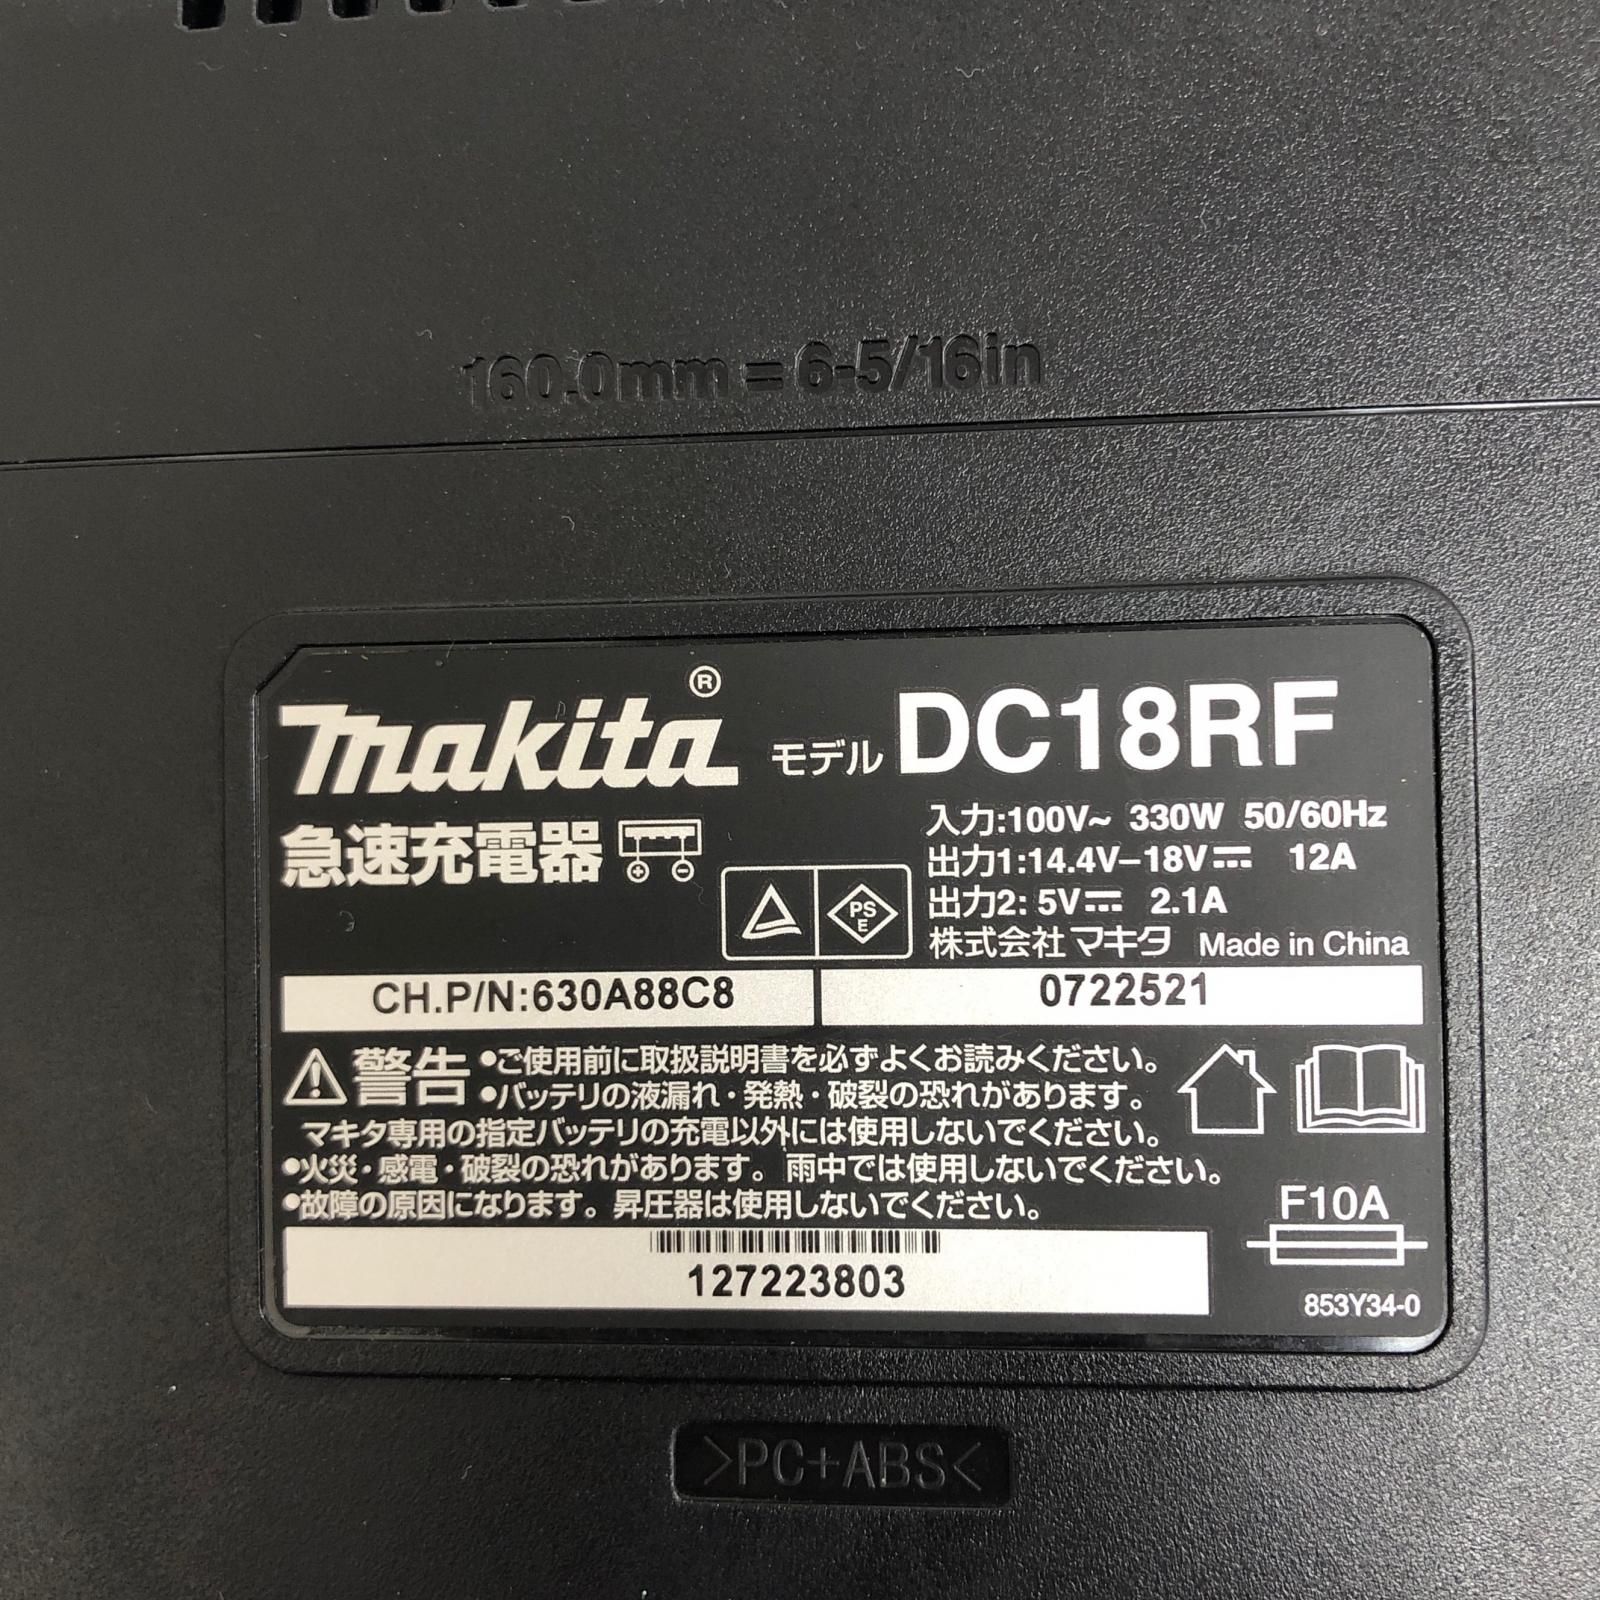 160.0mm = 6-5/16in
makita® モデル DC18RF
急速充電器
入力:100V~ 330W 50/60Hz
出力1:14.4V–18V⎓ 12A
出力2: 5V⎓ 2.1A
PS
E
株式会社 マキタ Made in China
CH.P/N:630A88C8 0722521
警告 •ご使用前に取扱説明書を必ずよくお読みください。
•バッテリの液漏れ・発熱・破裂の恐れがあります。
マキタ専用の指定バッテリの充電以外には使用しないでください。
•火災・感電・破裂の恐れがあります。雨中では使用しないでください。
•故障の原因になります。昇圧器は使用しないでください。
F10A
127223803
853Y34-0
>PC+ABS<